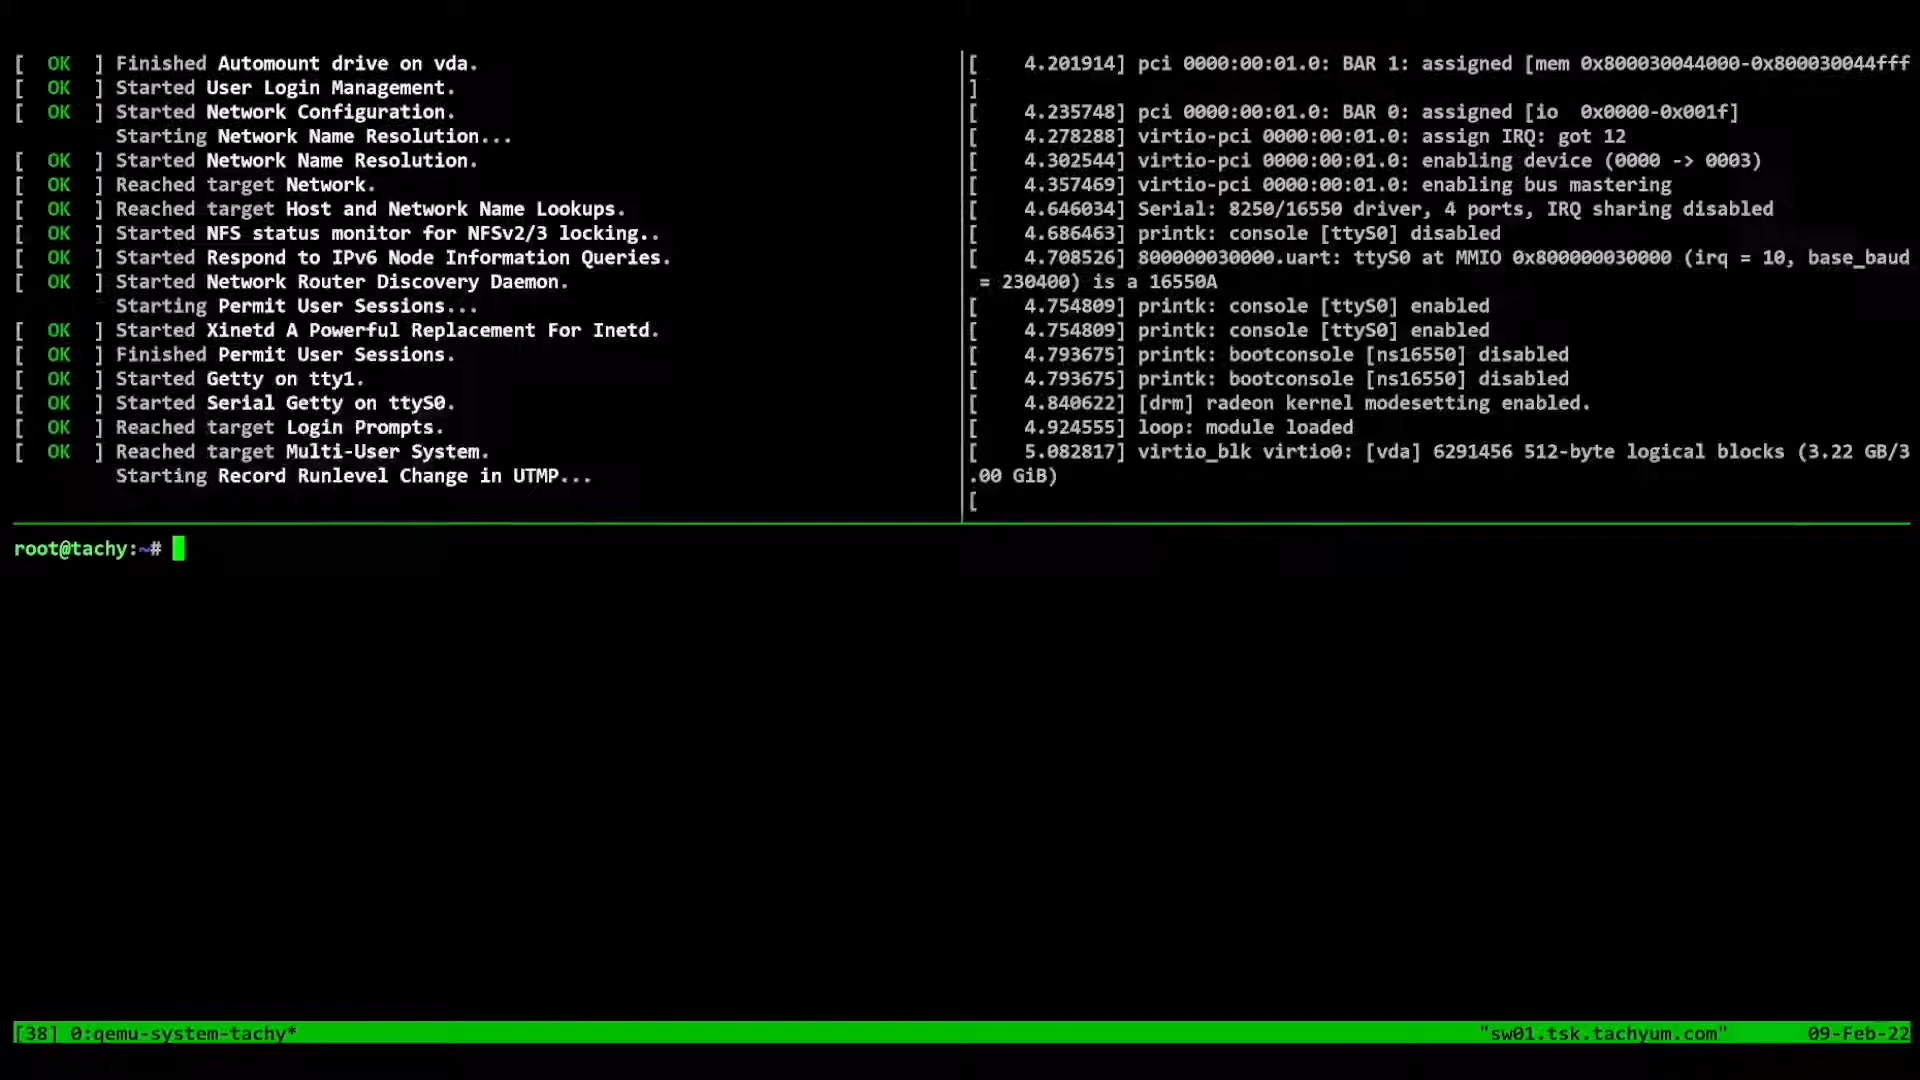 [  OK  ] Finished Automount drive on vda.
[  OK  ] Started User Login Management.
[  OK  ] Started Network Configuration.
Starting Network Name Resolution...
[  OK  ] Started Network Name Resolution.
[  OK  ] Reached target Network.
[  OK  ] Reached target Host and Network Name Lookups.
[  OK  ] Started NFS status monitor for NFSv2/3 locking..
[  OK  ] Started Respond to IPv6 Node Information Queries.
[  OK  ] Started Network Router Discovery Daemon.
Starting Permit User Sessions...
[  OK  ] Started Xinetd A Powerful Replacement For Inetd.
[  OK  ] Finished Permit User Sessions.
[  OK  ] Started Getty on tty1.
[  OK  ] Started Serial Getty on ttyS0.
[  OK  ] Reached target Login Prompts.
[  OK  ] Reached target Multi-User System.
Starting Record Runlevel Change in UTMP...
[    4.201914] pci 0000:00:01.0: BAR 1: assigned [mem 0x800030044000-0x800030044fff
]
[    4.235748] pci 0000:00:01.0: BAR 0: assigned [io  0x0000-0x001f]
[    4.278288] virtio-pci 0000:00:01.0: assign IRQ: got 12
[    4.302544] virtio-pci 0000:00:01.0: enabling device (0000 -> 0003)
[    4.357469] virtio-pci 0000:00:01.0: enabling bus mastering
[    4.646034] Serial: 8250/16550 driver, 4 ports, IRQ sharing disabled
[    4.686463] printk: console [ttyS0] disabled
[    4.708526] 800000030000.uart: ttyS0 at MMIO 0x800000030000 (irq = 10, base_baud
= 230400) is a 16550A
[    4.754809] printk: console [ttyS0] enabled
[    4.754809] printk: console [ttyS0] enabled
[    4.793675] printk: bootconsole [ns16550] disabled
[    4.793675] printk: bootconsole [ns16550] disabled
[    4.840622] [drm] radeon kernel modesetting enabled.
[    4.924555] loop: module loaded
[    5.082817] virtio_blk virtio0: [vda] 6291456 512-byte logical blocks (3.22 GB/3
.00 GiB)
[
root@tachy:~#
[38] 0:qemu-system-tachy* "sw01.tsk.tachyum.com" 09-Feb-22